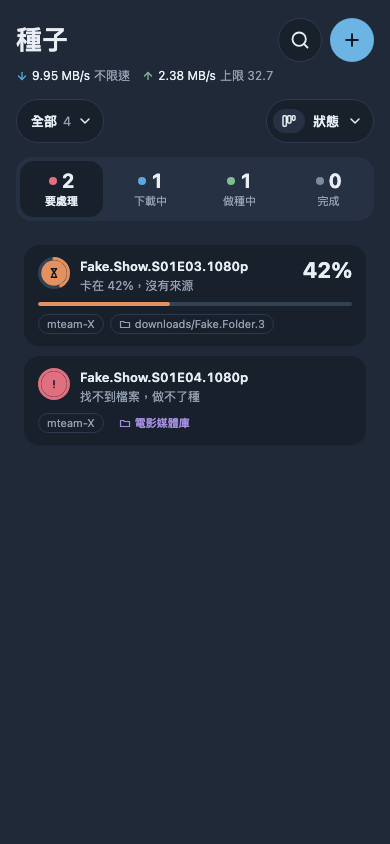 種子
9.95 MB/s 不限速 2.38 MB/s 上限 32.7
全部 4 狀態
2 1 1 0
要處理 下載中 做種中 完成
Fake.Show.S01E03.1080p 42%
卡在 42%，沒有來源
mteam-X downloads/Fake.Folder.3
! Fake.Show.S01E04.1080p
找不到檔案，做不了種
mteam-X 電影媒體庫